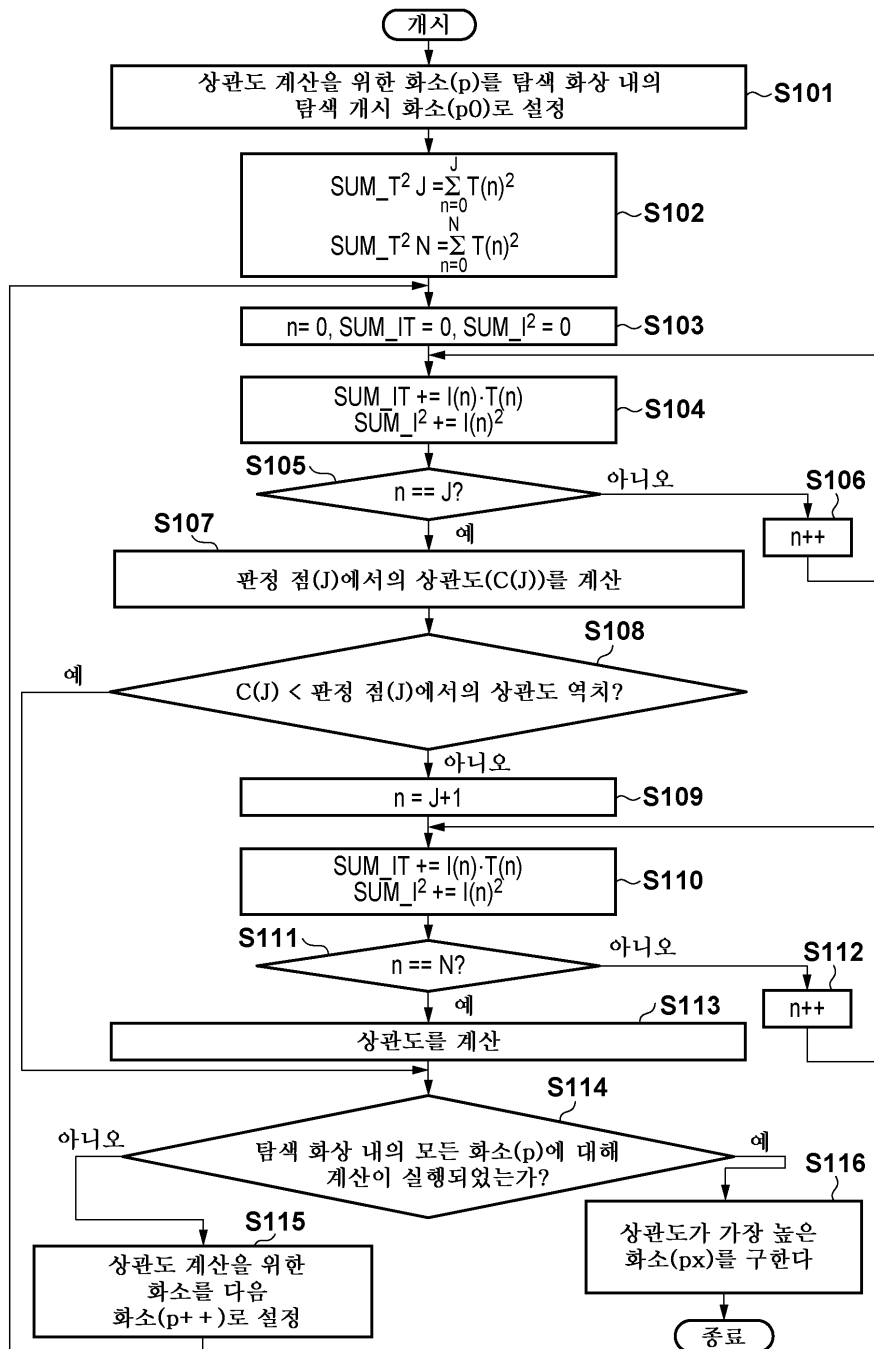 개시
상관도 계산을 위한 화소(p)를 탐색 화상 내의
탐색 개시 화소(p0)로 설정
S101
SUM_T² J = Σ T(n)²
J
n=0
SUM_T² N = Σ T(n)²
N
n=0
S102
n= 0, SUM_IT = 0, SUM_I² = 0
S103
SUM_IT += I(n)·T(n)
SUM_I² += I(n)²
S104
S105
n == J?
아니오
S106
n++
예
S107
판정 점(J)에서의 상관도(C(J))를 계산
S108
예
C(J) < 판정 점(J)에서의 상관도 역치?
아니오
n = J+1
S109
SUM_IT += I(n)·T(n)
SUM_I² += I(n)²
S110
S111
n == N?
아니오
S112
n++
예
S113
상관도를 계산
S114
아니오
탐색 화상 내의 모든 화소(p)에 대해
계산이 실행되었는가?
예
S115
상관도 계산을 위한
화소를 다음
화소(p++)로 설정
S116
상관도가 가장 높은
화소(px)를 구한다
종료